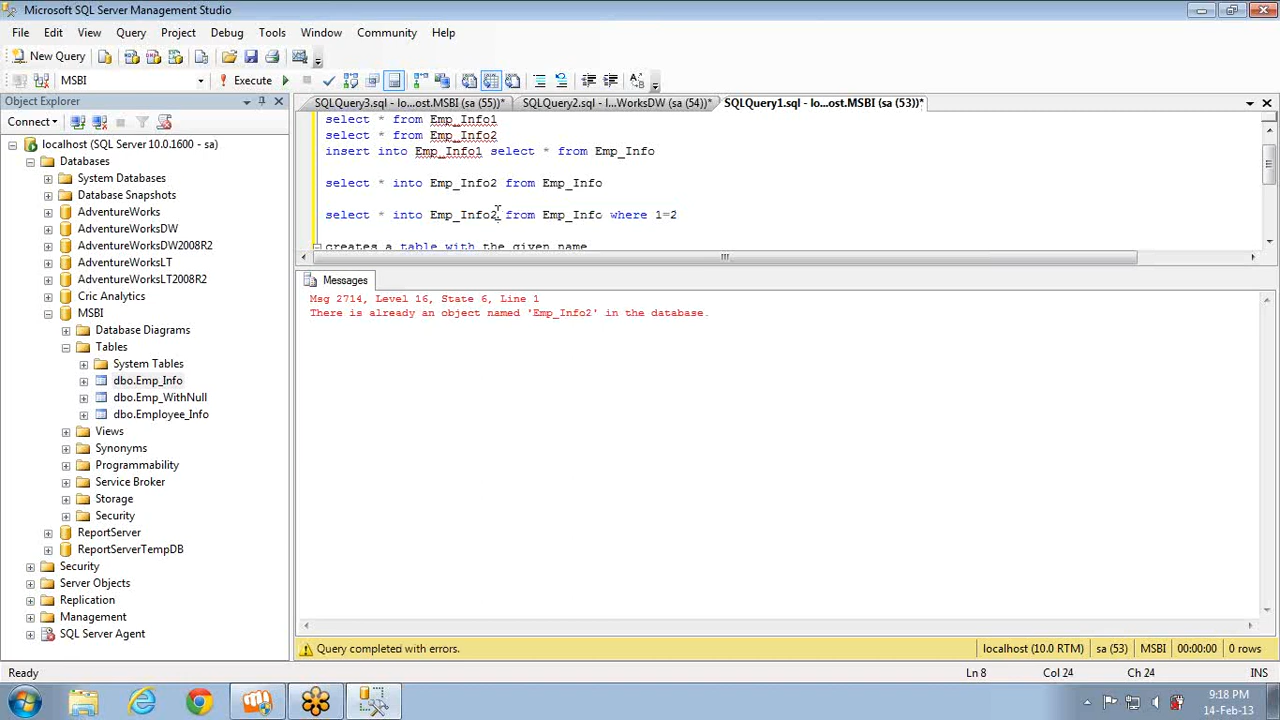 Microsoft SQL Server Management Studio
File Edit View Query Project Debug Tools Window Community Help
New Query
MSBI Execute
Object Explorer
SQLQuery3.sql - lo...ost.MSBI (sa (55))* SQLQuery2.sql - l...WorksDW (sa (54))* SQLQuery1.sql - lo...ost.MSBI (sa (53))*
Connect
localhost (SQL Server 10.0.1600 - sa)
Databases
System Databases
Database Snapshots
AdventureWorks
AdventureWorksDW
AdventureWorksDW2008R2
AdventureWorksLT
AdventureWorksLT2008R2
Cric Analytics
MSBI
Database Diagrams
Tables
System Tables
dbo.Emp_Info
dbo.Emp_WithNull
dbo.Employee_Info
Views
Synonyms
Programmability
Service Broker
Storage
Security
ReportServer
ReportServerTempDB
Security
Server Objects
Replication
Management
SQL Server Agent
select * from Emp_Info1
select * from Emp_Info2
insert into Emp_Info1 select * from Emp_Info
select * into Emp_Info2 from Emp_Info
select * into Emp_Info2 from Emp_Info where 1=2
creates a table with the given name
Messages
Msg 2714, Level 16, State 6, Line 1
There is already an object named 'Emp_Info2' in the database.
Query completed with errors. localhost (10.0 RTM) sa (53) MSBI 00:00:00 0 rows
Ready Ln 8 Col 24 Ch 24 INS
9:18 PM
14-Feb-13